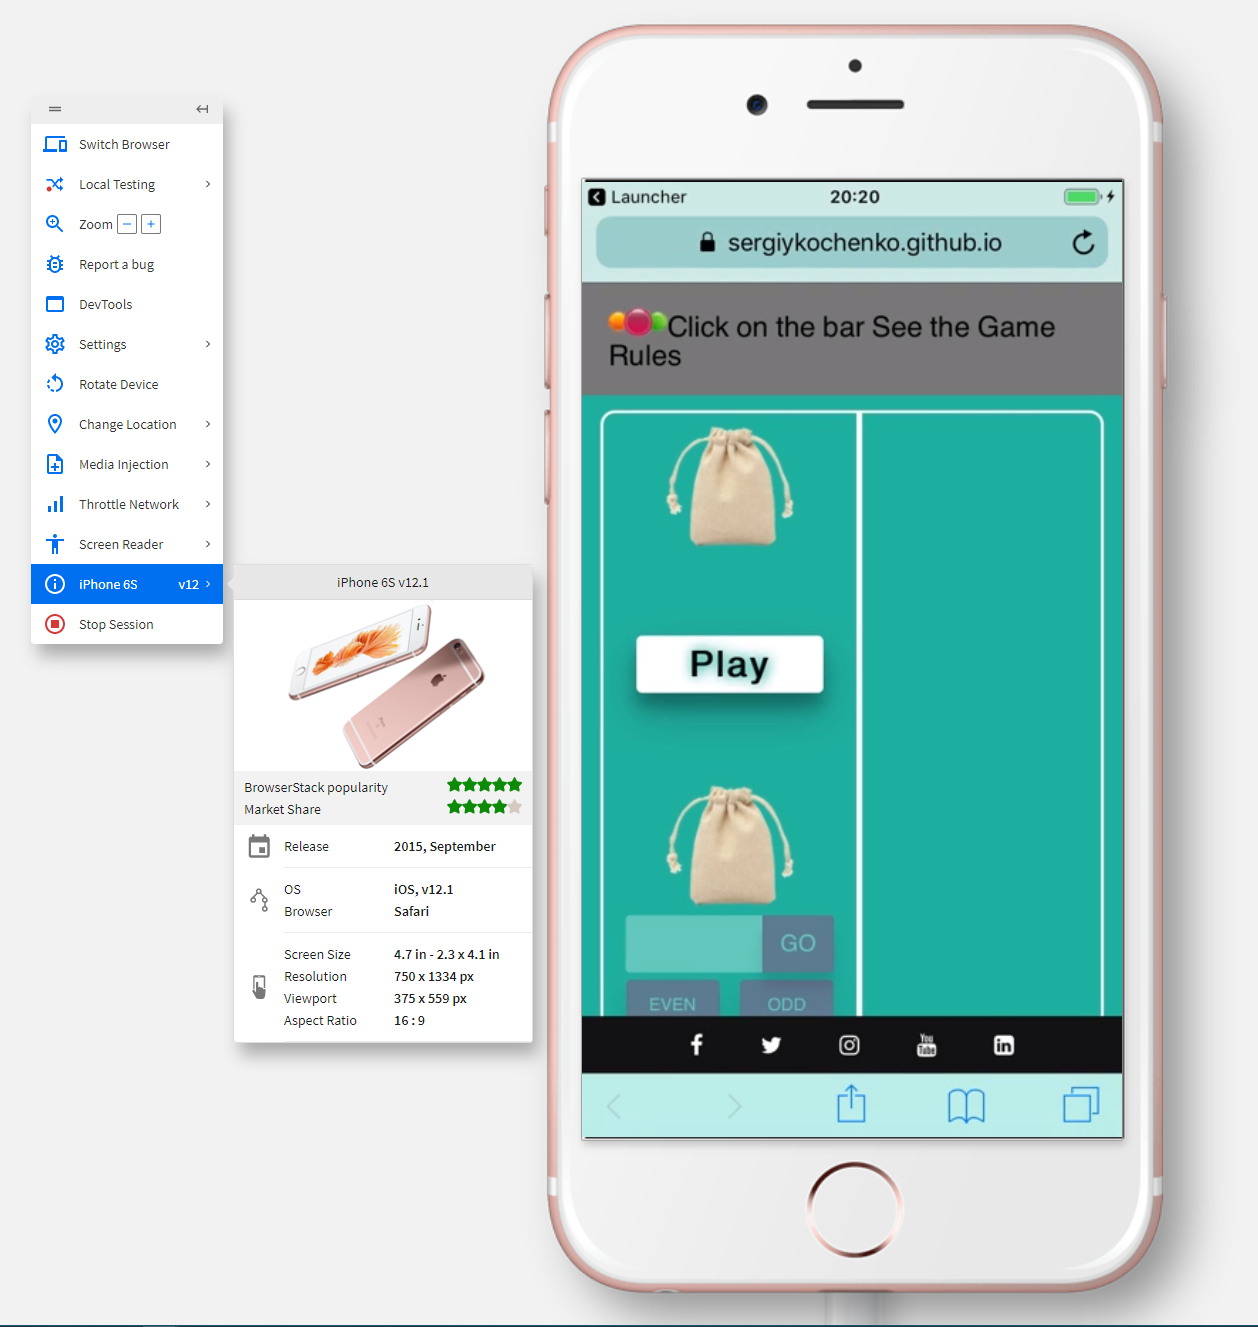 Switch Browser
Local Testing
Zoom
Report a bug
DevTools
Settings
Rotate Device
Change Location
Media Injection
Throttle Network
Screen Reader
iPhone 6S v12
Stop Session
iPhone 6S v12.1
BrowserStack popularity
Market Share
Release 2015, September
OS iOS, v12.1
Browser Safari
Screen Size 4.7 in - 2.3 x 4.1 in
Resolution 750 x 1334 px
Viewport 375 x 559 px
Aspect Ratio 16 : 9
Launcher 20:20
sergiykochenko.github.io
Click on the bar See the Game
Rules
Play
GO
EVEN ODD
You
Tube